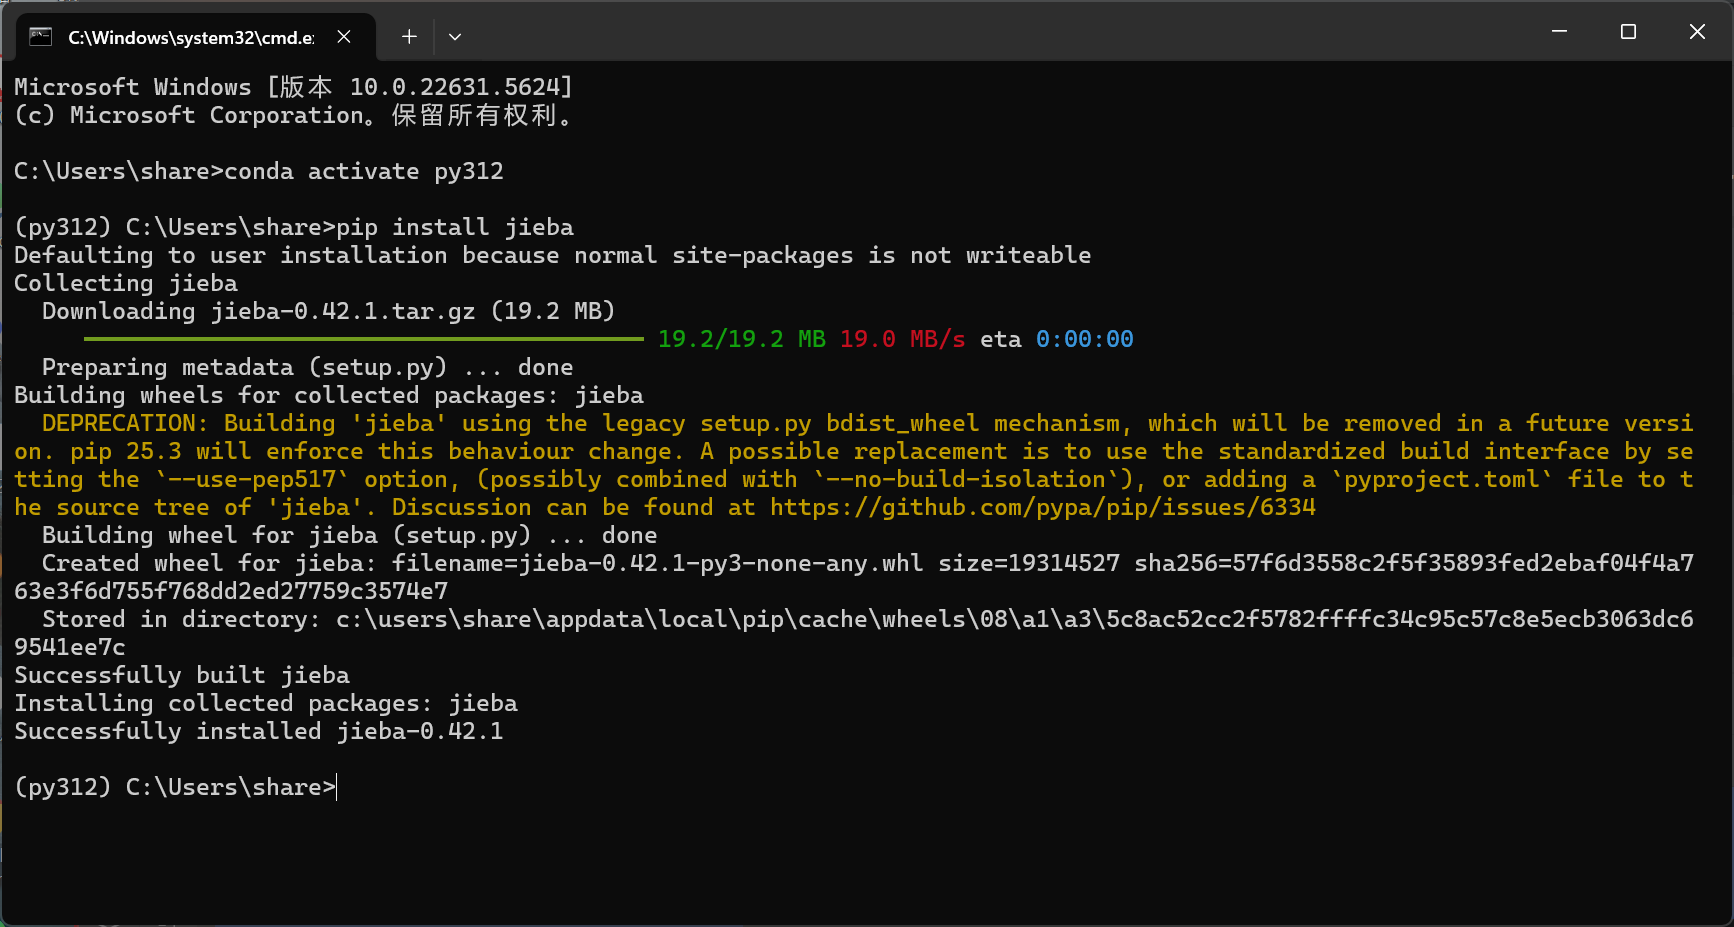 C:\Windows\system32\cmd.e
Microsoft Windows [版本 10.0.22631.5624]
(c) Microsoft Corporation。保留所有权利。
C:\Users\share>conda activate py312
(py312) C:\Users\share>pip install jieba
Defaulting to user installation because normal site-packages is not writeable
Collecting jieba
Downloading jieba-0.42.1.tar.gz (19.2 MB)
19.2/19.2 MB 19.0 MB/s eta 0:00:00
Preparing metadata (setup.py) ... done
Building wheels for collected packages: jieba
DEPRECATION: Building 'jieba' using the legacy setup.py bdist_wheel mechanism, which will be removed in a future versi
on. pip 25.3 will enforce this behaviour change. A possible replacement is to use the standardized build interface by se
tting the `--use-pep517` option, (possibly combined with `--no-build-isolation`), or adding a `pyproject.toml` file to t
he source tree of 'jieba'. Discussion can be found at https://github.com/pypa/pip/issues/6334
Building wheel for jieba (setup.py) ... done
Created wheel for jieba: filename=jieba-0.42.1-py3-none-any.whl size=19314527 sha256=57f6d3558c2f5f35893fed2ebaf04f4a7
63e3f6d755f768dd2ed27759c3574e7
Stored in directory: c:\users\share\appdata\local\pip\cache\wheels\08\a1\a3\5c8ac52cc2f5782ffffc34c95c57c8e5ecb3063dc6
9541ee7c
Successfully built jieba
Installing collected packages: jieba
Successfully installed jieba-0.42.1
(py312) C:\Users\share>